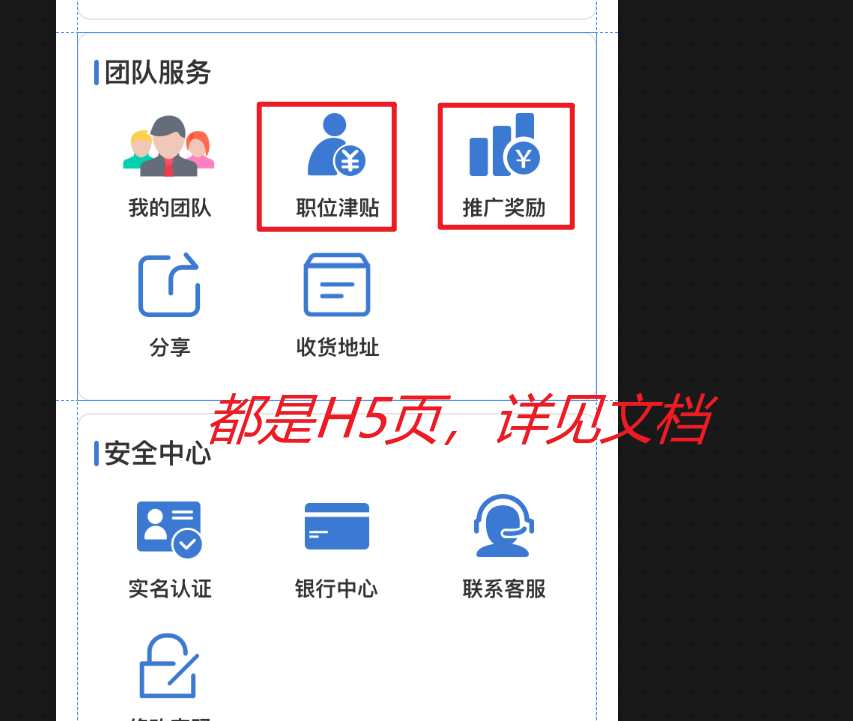 团队服务
我的团队
职位津贴
推广奖励
分享
收货地址
都是H5页，详见文档
安全中心
实名认证
银行中心
联系客服